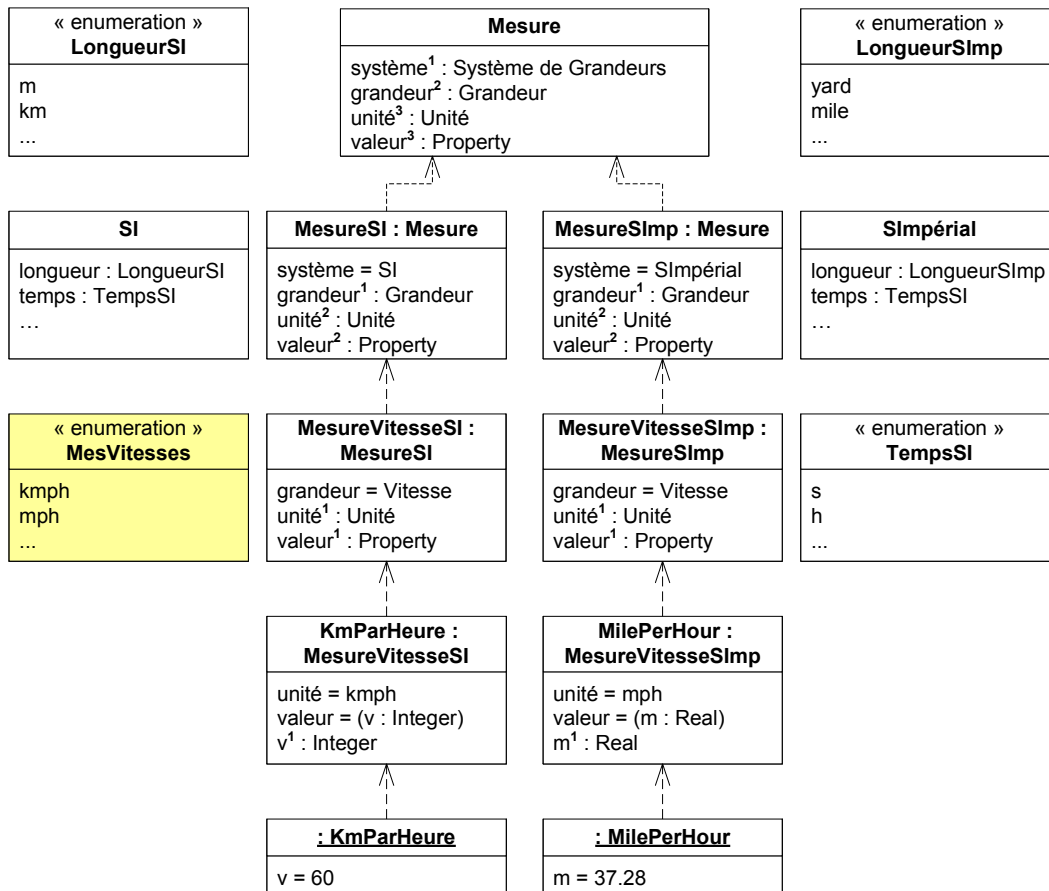 « enumeration »
LongueurSI
m
km
...
Mesure
système¹ : Système de Grandeurs
grandeur² : Grandeur
unité³ : Unité
valeur³ : Property
« enumeration »
LongueurSImp
yard
mile
...
SI
longueur : LongueurSI
temps : TempsSI
…
MesureSI : Mesure
système = SI
grandeur¹ : Grandeur
unité² : Unité
valeur² : Property
MesureSImp : Mesure
système = SImpérial
grandeur¹ : Grandeur
unité² : Unité
valeur² : Property
SImpérial
longueur : LongueurSImp
temps : TempsSI
…
« enumeration »
MesVitesses
kmph
mph
...
MesureVitesseSI :
MesureSI
grandeur = Vitesse
unité¹ : Unité
valeur¹ : Property
MesureVitesseSImp :
MesureSImp
grandeur = Vitesse
unité¹ : Unité
valeur¹ : Property
« enumeration »
TempsSI
s
h
...
KmParHeure :
MesureVitesseSI
unité = kmph
valeur = (v : Integer)
v¹ : Integer
MilePerHour :
MesureVitesseSImp
unité = mph
valeur = (m : Real)
m¹ : Real
: KmParHeure
v = 60
: MilePerHour
m = 37.28